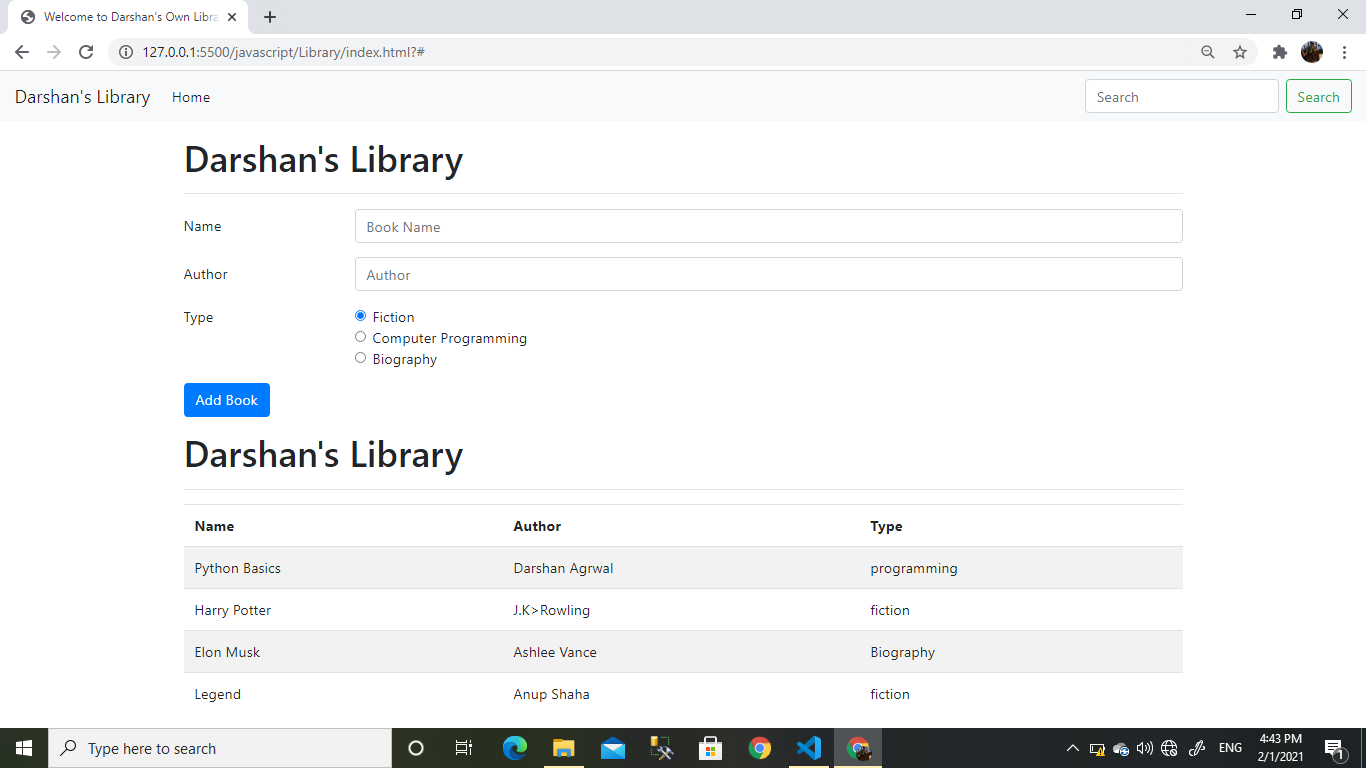 Welcome to Darshan's Own Libra
127.0.0.1:5500/javascript/Library/index.html?#
Darshan's Library Home Search Search
Darshan's Library
Name Book Name
Author Author
Type Fiction
Computer Programming
Biography
Add Book
Darshan's Library
Name Author Type
Python Basics Darshan Agrwal programming
Harry Potter J.K>Rowling fiction
Elon Musk Ashlee Vance Biography
Legend Anup Shaha fiction
Type here to search ENG 4:43 PM 1
2/1/2021